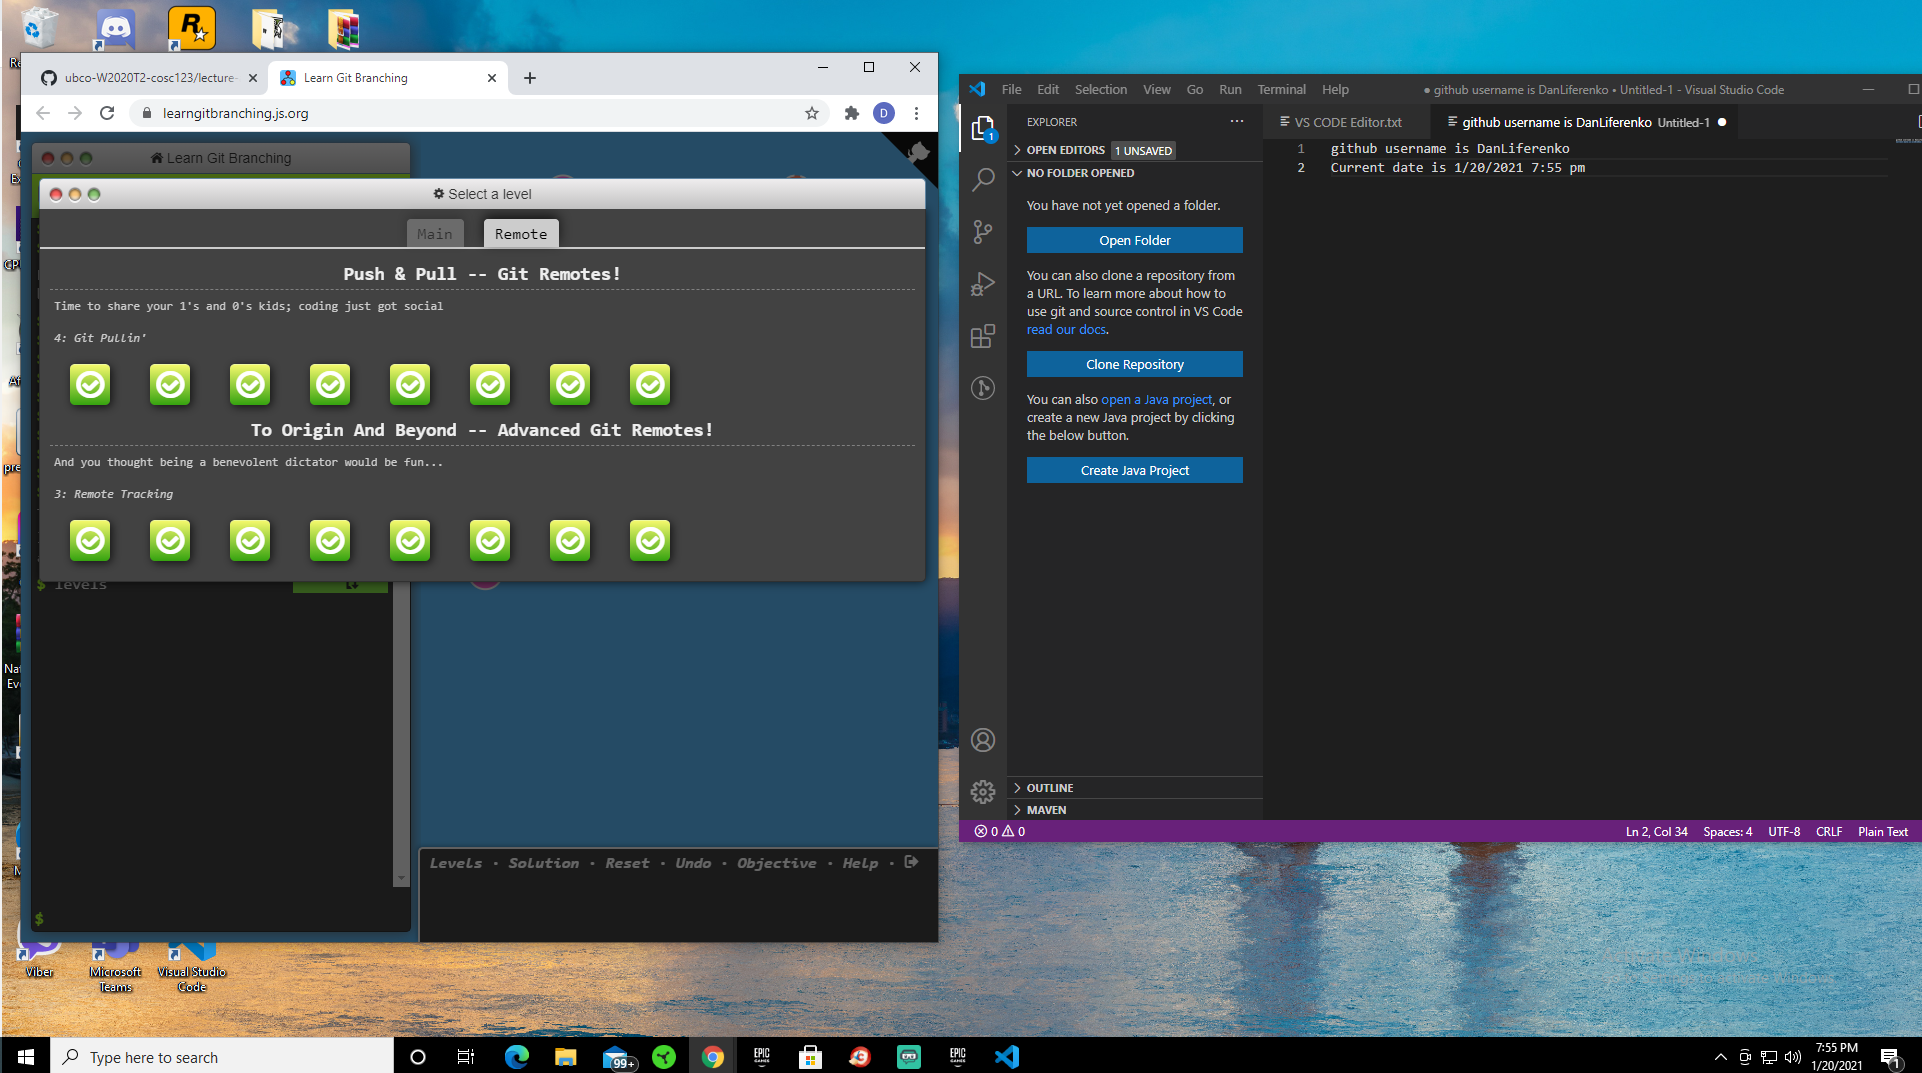 ubco-W2020T2-cosc123/lecture-
Learn Git Branching
learngitbranching.js.org
D
Learn Git Branching
Select a level
Main
Remote
Push & Pull -- Git Remotes!
Time to share your 1's and 0's kids; coding just got social
4: Git Pullin'
To Origin And Beyond -- Advanced Git Remotes!
And you thought being a benevolent dictator would be fun...
3: Remote Tracking
$ levels
$
Levels · Solution · Reset · Undo · Objective · Help ·
Viber
Microsoft Teams
Visual Studio Code
File Edit Selection View Go Run Terminal Help
● github username is DanLiferenko • Untitled-1 - Visual Studio Code
EXPLORER
VS CODE Editor.txt
github username is DanLiferenko Untitled-1
1
OPEN EDITORS 1 UNSAVED
NO FOLDER OPENED
You have not yet opened a folder.
Open Folder
You can also clone a repository from
a URL. To learn more about how to
use git and source control in VS Code
read our docs.
Clone Repository
You can also open a Java project, or
create a new Java project by clicking
the below button.
Create Java Project
OUTLINE
MAVEN
1 github username is DanLiferenko
2 Current date is 1/20/2021 7:55 pm
0 0
Ln 2, Col 34 Spaces: 4 UTF-8 CRLF Plain Text
Type here to search
99+
EPIC GAMES
EPIC GAMES
7:55 PM
1/20/2021
1